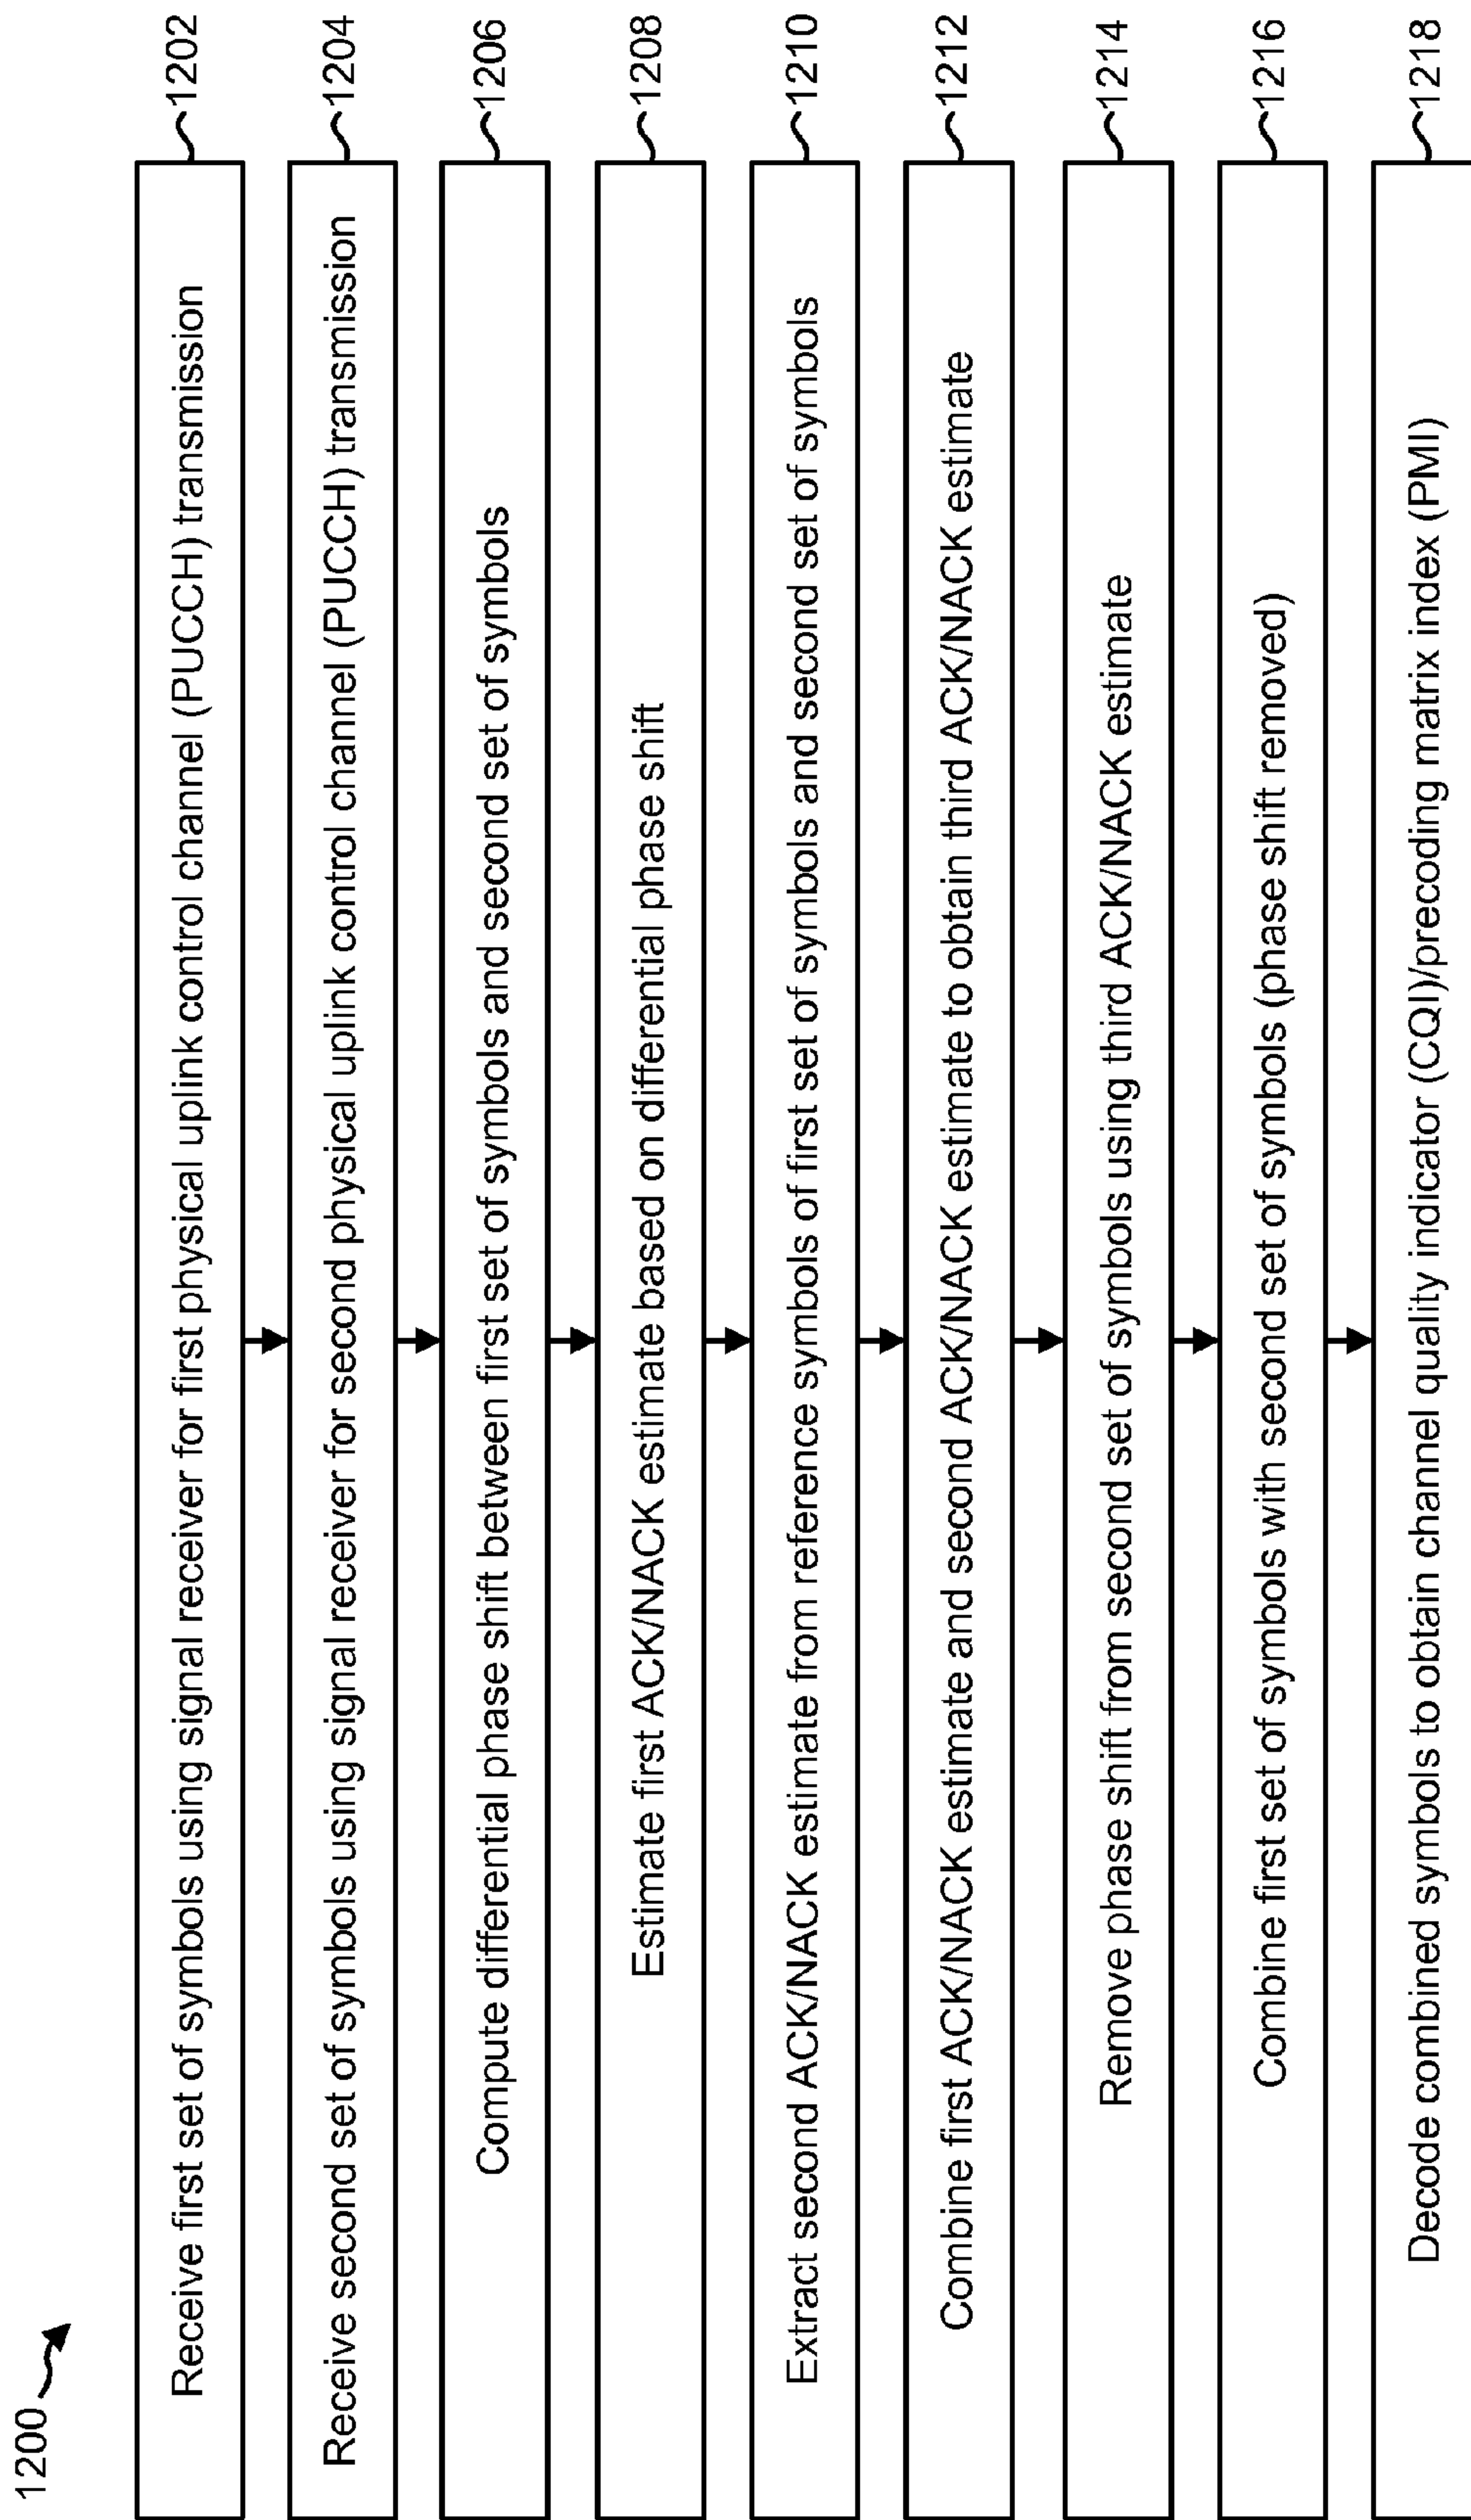 1200
Receive first set of symbols using signal receiver for first physical uplink control channel (PUCCH) transmission
1202
Receive second set of symbols using signal receiver for second physical uplink control channel (PUCCH) transmission
1204
Compute differential phase shift between first set of symbols and second set of symbols
1206
Estimate first ACK/NACK estimate based on differential phase shift
1208
Extract second ACK/NACK estimate from reference symbols of first set of symbols and second set of symbols
1210
Combine first ACK/NACK estimate and second ACK/NACK estimate to obtain third ACK/NACK estimate
1212
Remove phase shift from second set of symbols using third ACK/NACK estimate
1214
Combine first set of symbols with second set of symbols (phase shift removed)
1216
Decode combined symbols to obtain channel quality indicator (CQI)/precoding matrix index (PMI)
1218